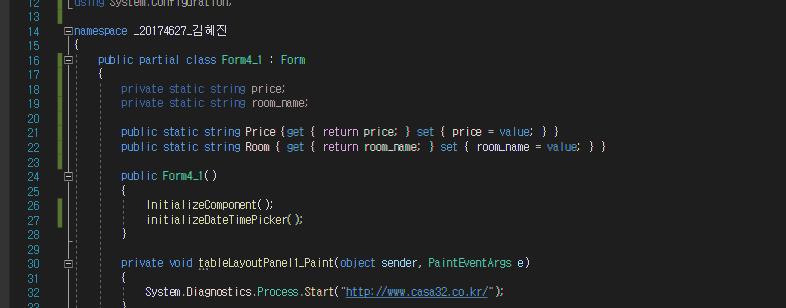 12 using System.Configuration;
13
14 namespace _20174627_김혜진
15 {
16 public partial class Form4_1 : Form
17 {
18 private static string price;
19 private static string room_name;
20
21 public static string Price {get { return price; } set { price = value; } }
22 public static string Room { get { return room_name; } set { room_name = value; } }
23
24 public Form4_1()
25 {
26 InitializeComponent();
27 initializeDateTimePicker();
28 }
29
30 private void tableLayoutPanel1_Paint(object sender, PaintEventArgs e)
31 {
32 System.Diagnostics.Process.Start("http://www.casa32.co.kr/");